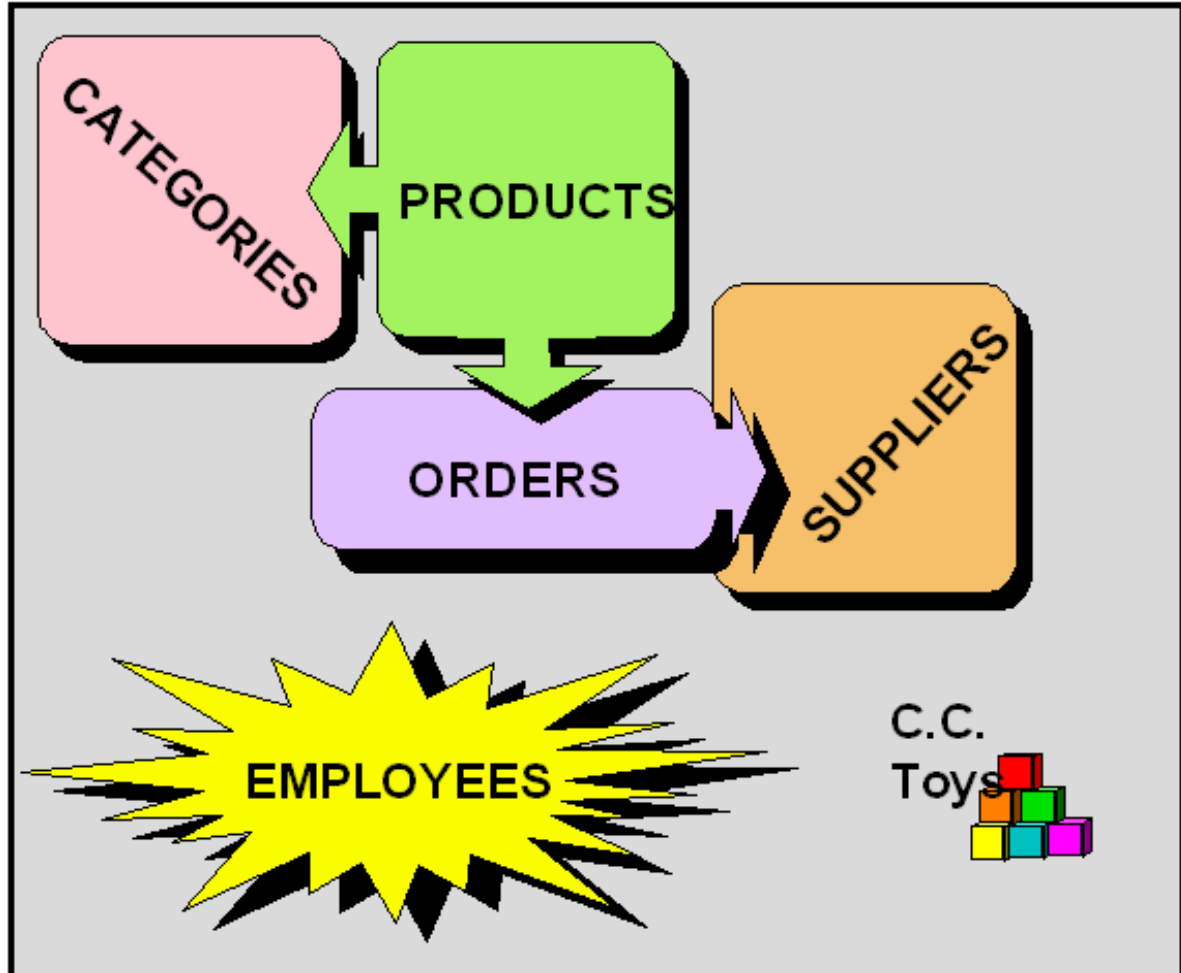 CATEGORIES
PRODUCTS
ORDERS
SUPPLIERS
EMPLOYEES
C.C.
Toys